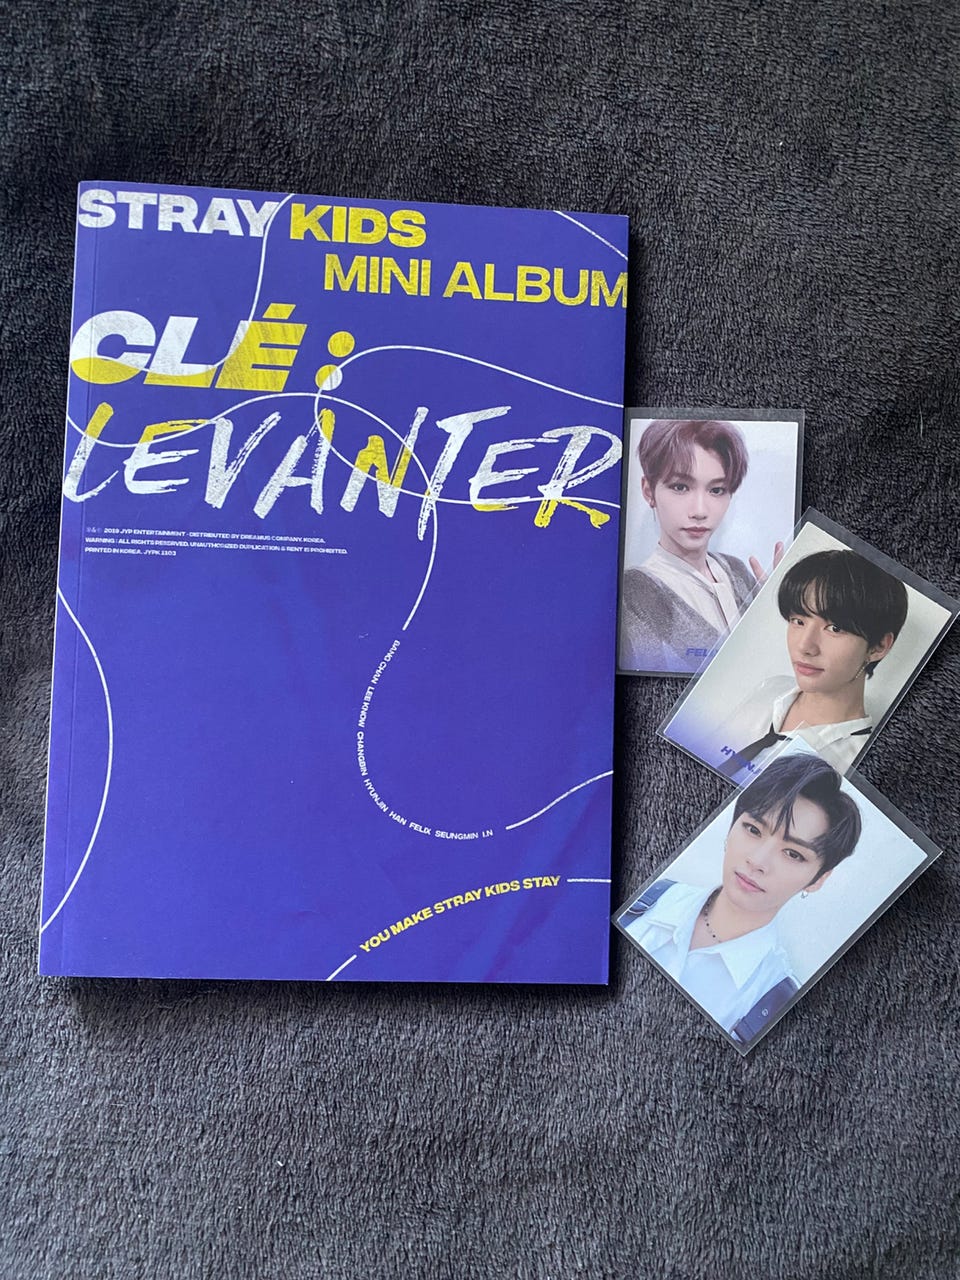 STRAY KIDS
MINI ALBUM
CLÉ :
LEVANTER
℗&© 2019 JYP ENTERTAINMENT · DISTRIBUTED BY DREAMUS COMPANY. KOREA.
WARNING : ALL RIGHTS RESERVED. UNAUTHORIZED DUPLICATION & RENT IS PROHIBITED.
PRINTED IN KOREA. JYPK 1103
BANG CHAN LEE KNOW CHANGBIN HYUNJIN HAN FELIX SEUNGMIN I.N
YOU MAKE STRAY KIDS STAY